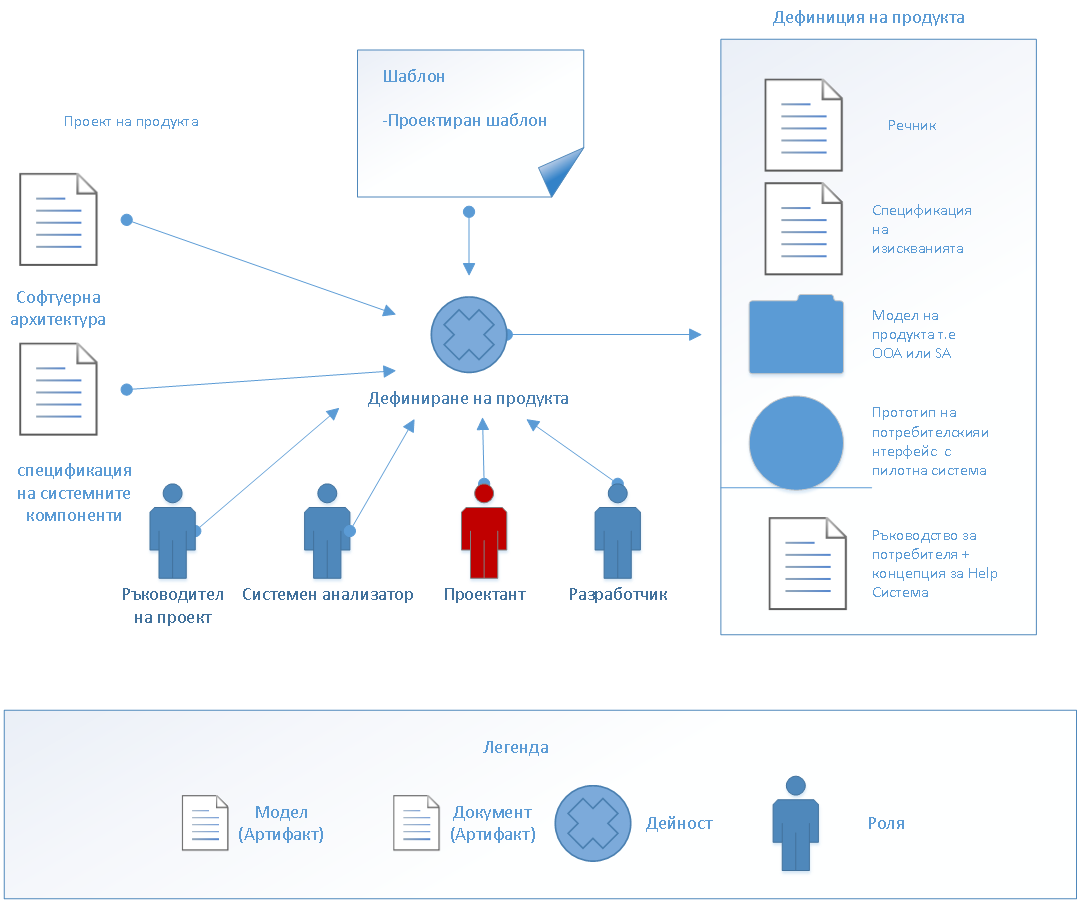 Дефиниция на продукта
Шаблон
-Проектиран шаблон
Проект на продукта
Речник
Спецификация
на
изискванията
Софтуерна
архитектура
Модел на
продукта т.е
ООА или SA
Дефиниране на продукта
Прототип на
потребителскияи
нтерфейс с
пилотна система
спецификация
на системните
компоненти
Ръководство за
потребителя +
концепция за Help
Система
Ръководител
на проект
Системен анализатор
Проектант
Разработчик
Легенда
Модел
(Артифакт)
Документ
(Артифакт)
Дейност
Роля